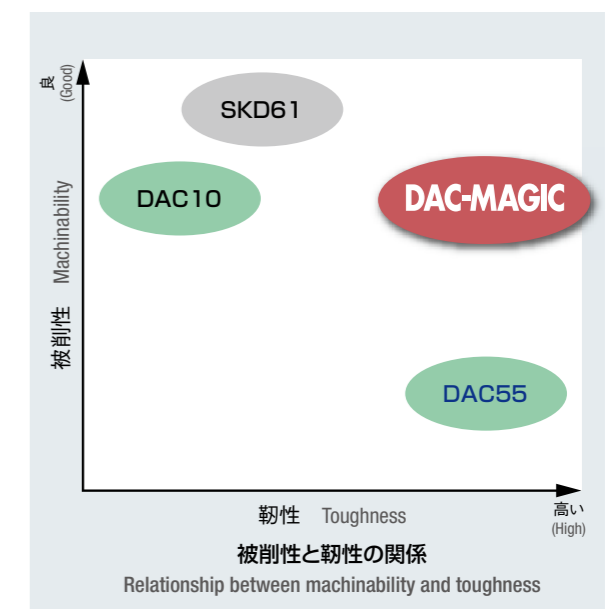 良
(Good)
SKD61
DAC10
DAC-MAGIC
DAC55
被削性 Machinability
靭性 Toughness
高い
(High)
被削性と靭性の関係
Relationship between machinability and toughness